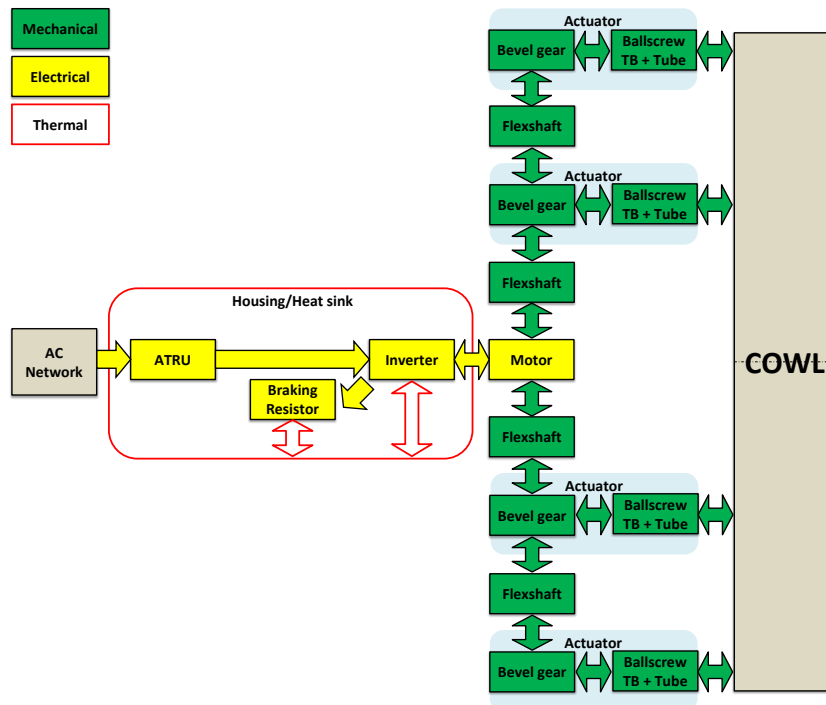 Mechanical
Electrical
Thermal
Actuator
Bevel gear
Ballscrew
TB + Tube
Flexshaft
Actuator
Bevel gear
Ballscrew
TB + Tube
Flexshaft
Housing/Heat sink
AC
Network
ATRU
Inverter
Motor
COWL
Braking
Resistor
Flexshaft
Actuator
Bevel gear
Ballscrew
TB + Tube
Flexshaft
Actuator
Bevel gear
Ballscrew
TB + Tube